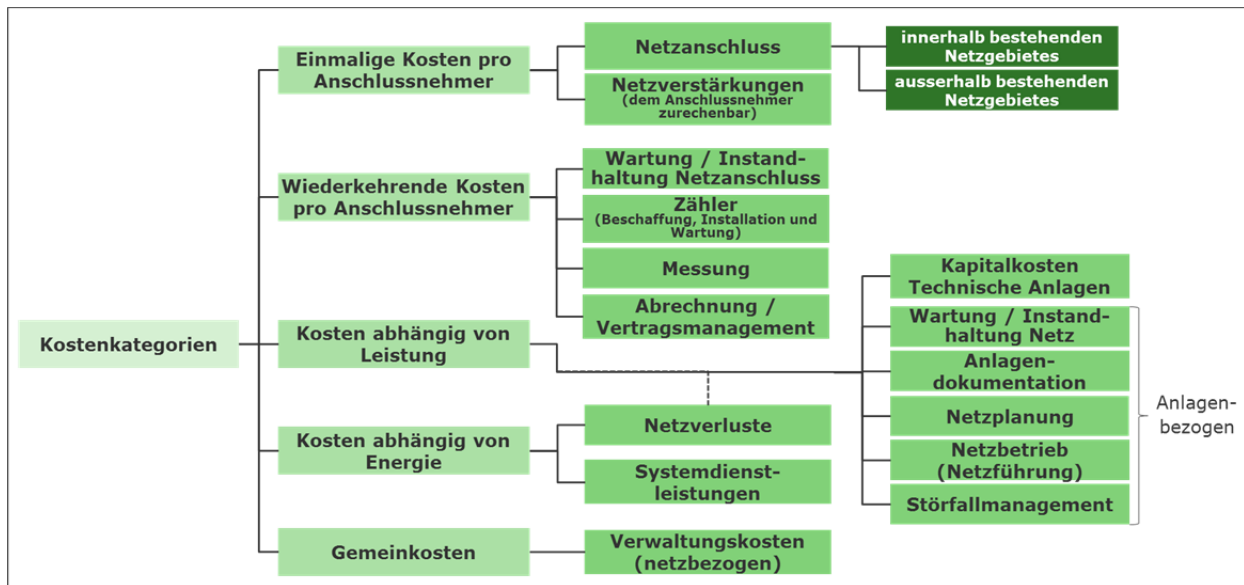 Kostenkategorien
Einmalige Kosten pro
Anschlussnehmer
Netzanschluss
innerhalb bestehenden
Netzgebietes
ausserhalb bestehenden
Netzgebietes
Netzverstärkungen
(dem Anschlussnehmer
zurechenbar)
Wiederkehrende Kosten
pro Anschlussnehmer
Wartung / Instand-
haltung Netzanschluss
Zähler
(Beschaffung, Installation und
Wartung)
Messung
Abrechnung /
Vertragsmanagement
Kosten abhängig von
Leistung
Kapitalkosten
Technische Anlagen
Wartung / Instand-
haltung Netz
Anlagen-
dokumentation
Netzplanung
Netzbetrieb
(Netzführung)
Störfallmanagement
Anlagen-
bezogen
Kosten abhängig von
Energie
Netzverluste
Systemdienst-
leistungen
Gemeinkosten
Verwaltungskosten
(netzbezogen)